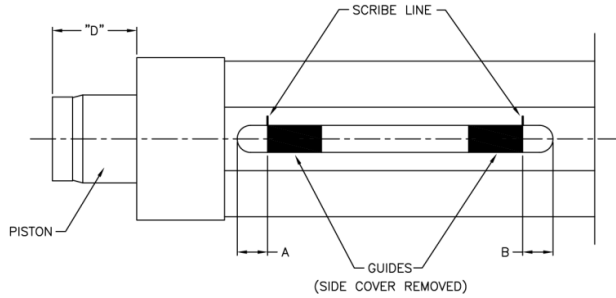 "D"
SCRIBE LINE
PISTON
A
B
GUIDES
(SIDE COVER REMOVED)